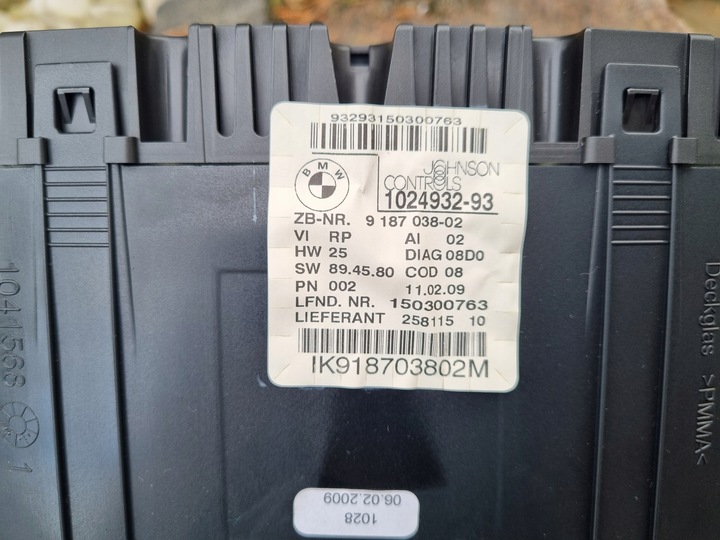 93293150300763
BMW
JOHNSON
CONTROLS
1024932-93
ZB-NR. 9 187 038-02
VI RP AI 02
HW 25 DIAG 08D0
SW 89.45.80 COD 08
PN 002 11.02.09
LFND. NR. 150300763
LIEFERANT 258115 10
IK918703802M
1041568
1
Deckglas >PMMA<
1028
06.02.2009